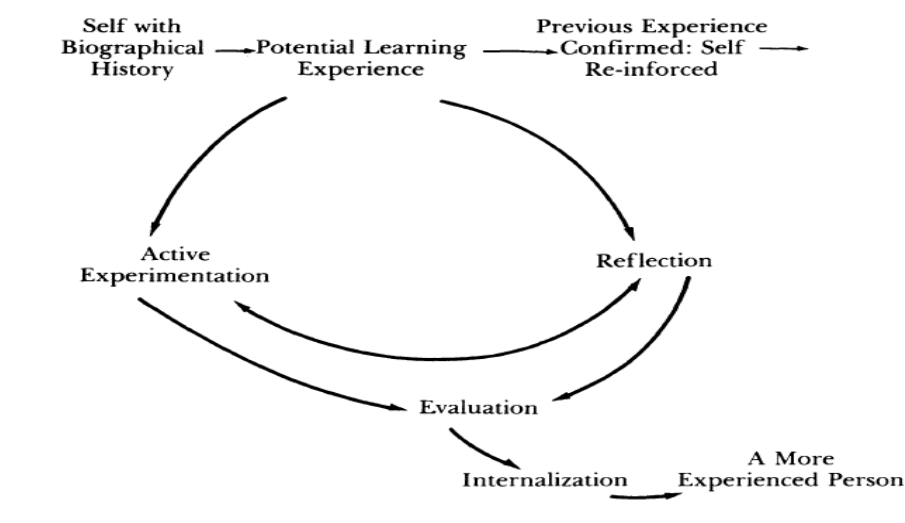 Self with
Biographical
History
Potential Learning
Experience
Previous Experience
Confirmed: Self
Re-inforced
Active
Experimentation
Reflection
Evaluation
Internalization
A More
Experienced Person